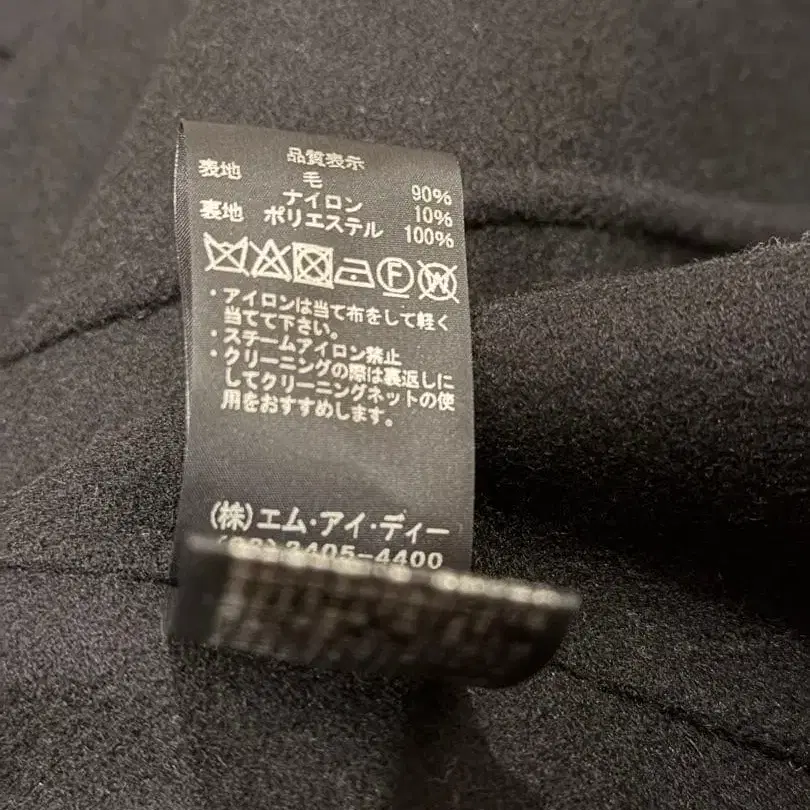 品質表示
表地 毛 90%
ナイロン 10%
裏地 ポリエステル 100%
F W
・アイロンは当て布をして軽く
当てて下さい。
・スチームアイロン禁止
・クリーニングの際は裏返しに
してクリーニングネットの使
用をおすすめします。
(株)エム・アイ・ディー
3405-4400